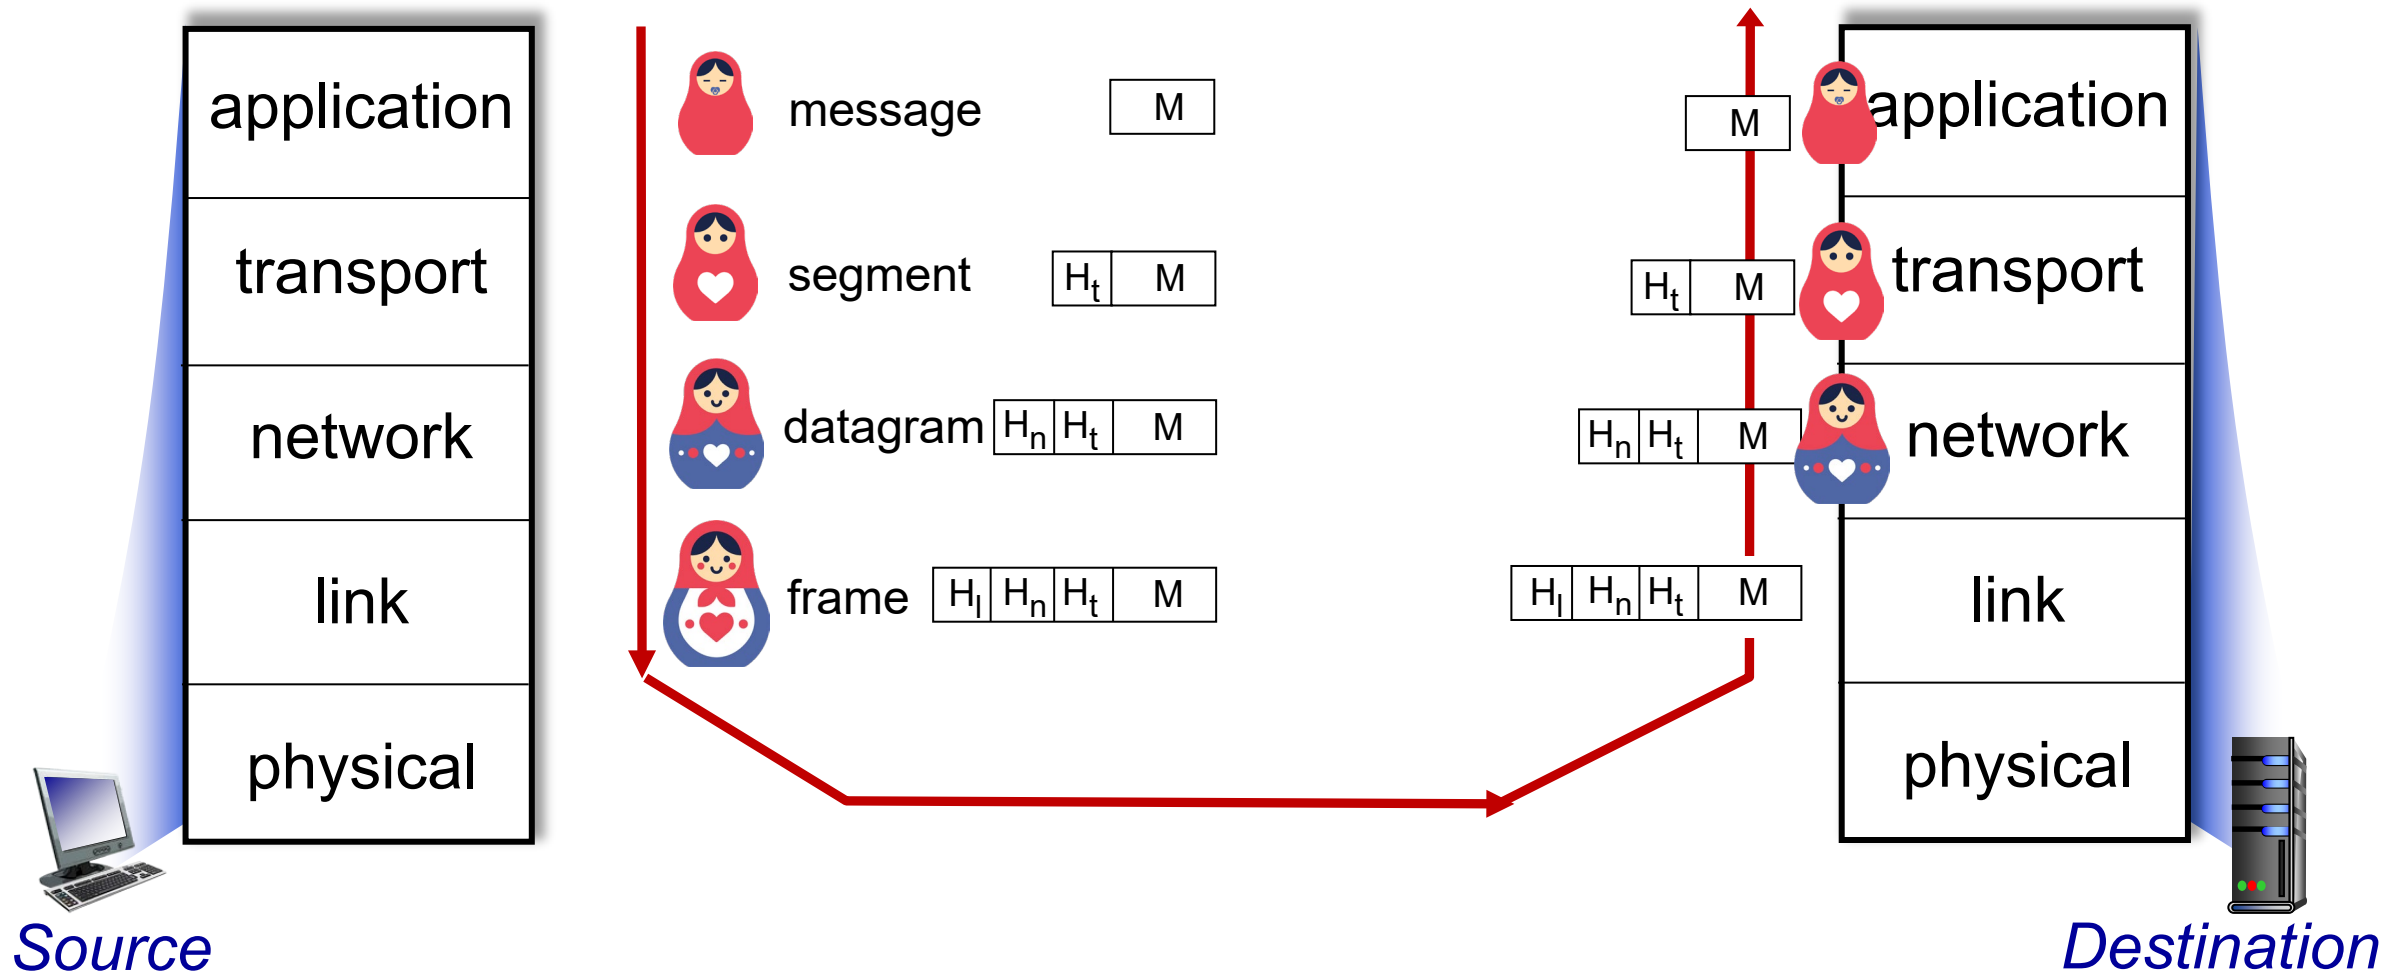 application
transport
network
link
physical
Source
message M
segment Ht M
datagram Hn Ht M
frame Hl Hn Ht M
M
Ht M
Hn Ht M
Hl Hn Ht M
application
transport
network
link
physical
Destination